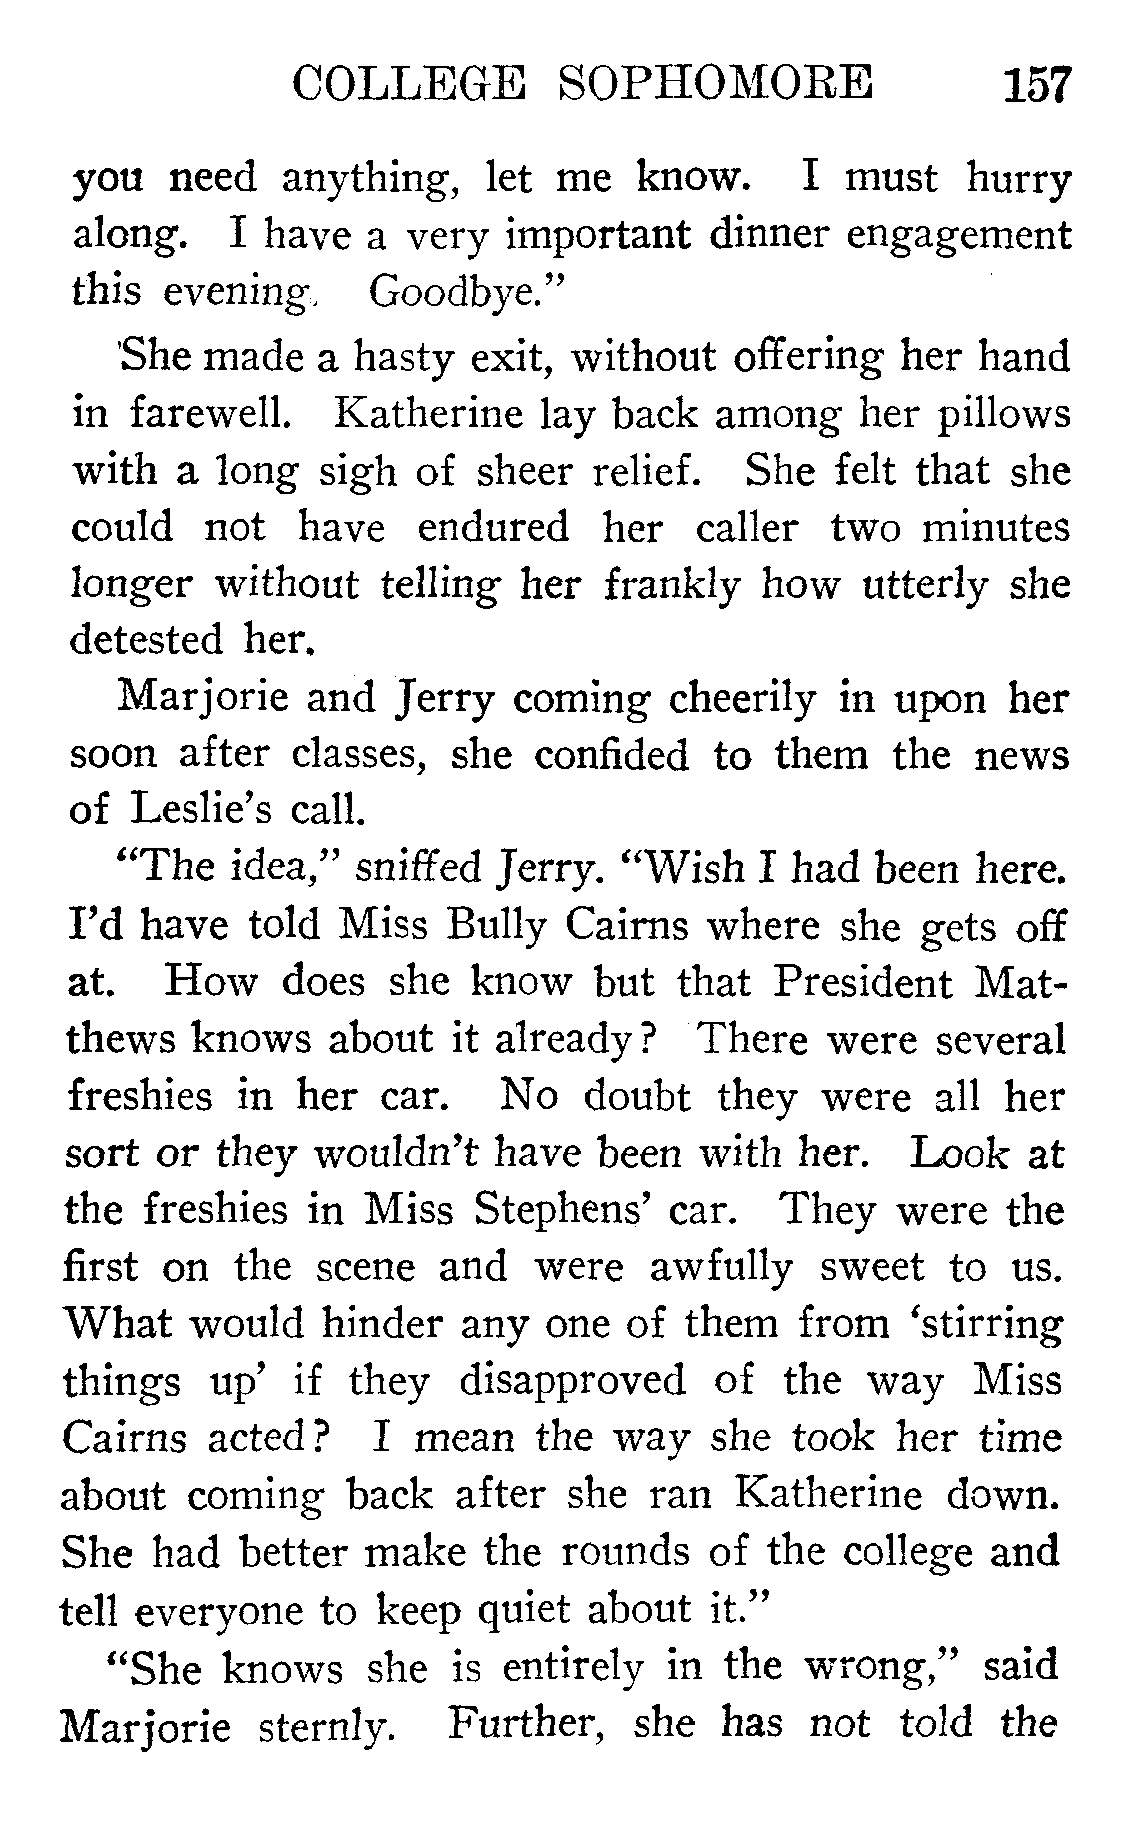 COLLEGE SOPHOMORE 157
you need anything, let me know. I must hurry
along. I have a very important dinner engagement
this evening. Goodbye.”
'She made a hasty exit, without offering her hand
in farewell. Katherine lay back among her pillows
with a long sigh of sheer relief. She felt that she
could not have endured her caller two minutes
longer without telling her frankly how utterly she
detested her.
Marjorie and Jerry coming cheerily in upon her
soon after classes, she confided to them the news
of Leslie’s call.
“The idea,” sniffed Jerry. “Wish I had been here.
I’d have told Miss Bully Cairns where she gets off
at. How does she know but that President Mat-
thews knows about it already? There were several
freshies in her car. No doubt they were all her
sort or they wouldn’t have been with her. Look at
the freshies in Miss Stephens’ car. They were the
first on the scene and were awfully sweet to us.
What would hinder any one of them from ‘stirring
things up’ if they disapproved of the way Miss
Cairns acted? I mean the way she took her time
about coming back after she ran Katherine down.
She had better make the rounds of the college and
tell everyone to keep quiet about it.”
“She knows she is entirely in the wrong,” said
Marjorie sternly. Further, she has not told the